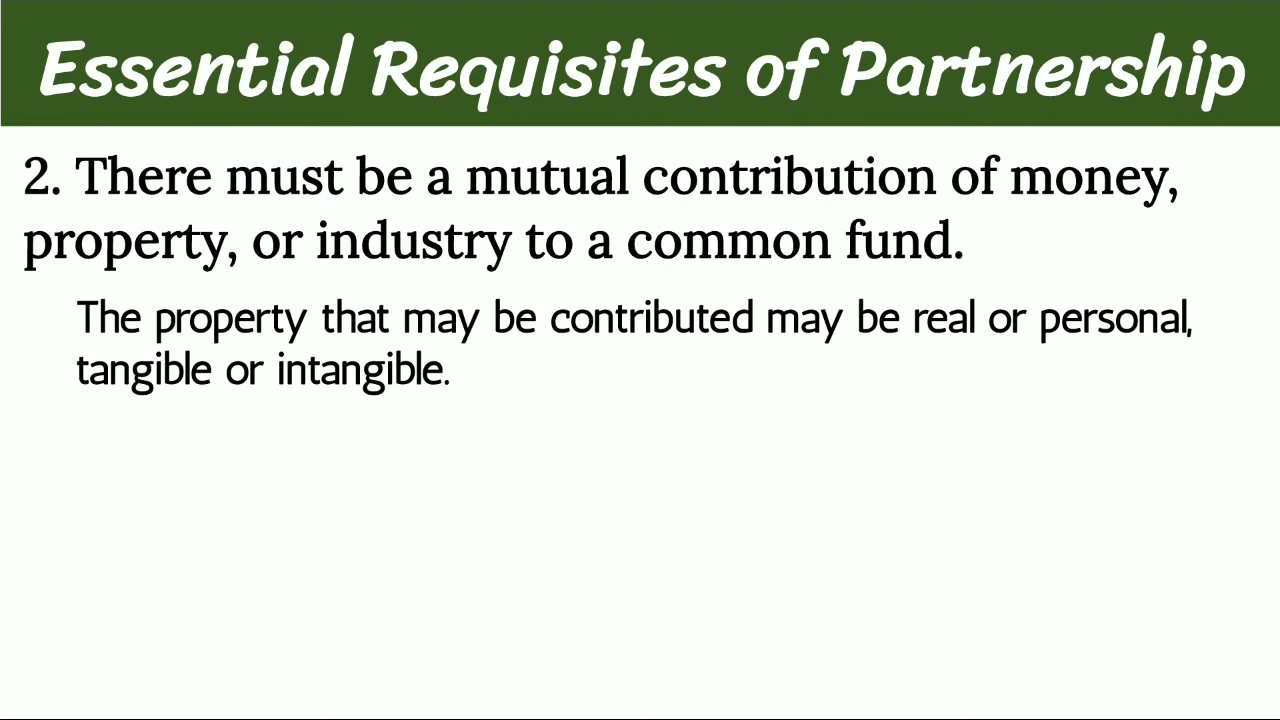 Essential Requisites of Partnership
2. There must be a mutual contribution of money,
property, or industry to a common fund.
The property that may be contributed may be real or personal,
tangible or intangible.